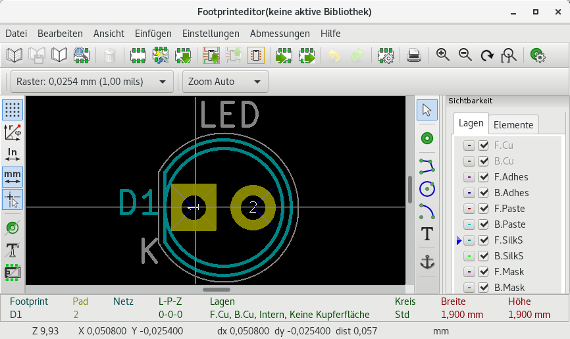 Footprinteditor(keine aktive Bibliothek)
Datei Bearbeiten Ansicht Einfügen Einstellungen Abmessungen Hilfe
Raster: 0,0254 mm (1,00 mils) Zoom Auto
Sichtbarkeit
Lagen Elemente
In
mm
LED
D1
1
2
K
T
T
F.Cu
B.Cu
F.Adhes
B.Adhes
F.Paste
B.Paste
F.SilkS
B.SilkS
F.Mask
B.Mask
Footprint Pad Netz L-P-Z Lagen Kreis Breite Höhe
D1 2 0-0-0 F.Cu, B.Cu, Intern, Keine Kupferfläche Std 1,900 mm 1,900 mm
Z 9,93 X 0,050800 Y -0,025400 dx 0,050800 dy -0,025400 dist 0,057 mm